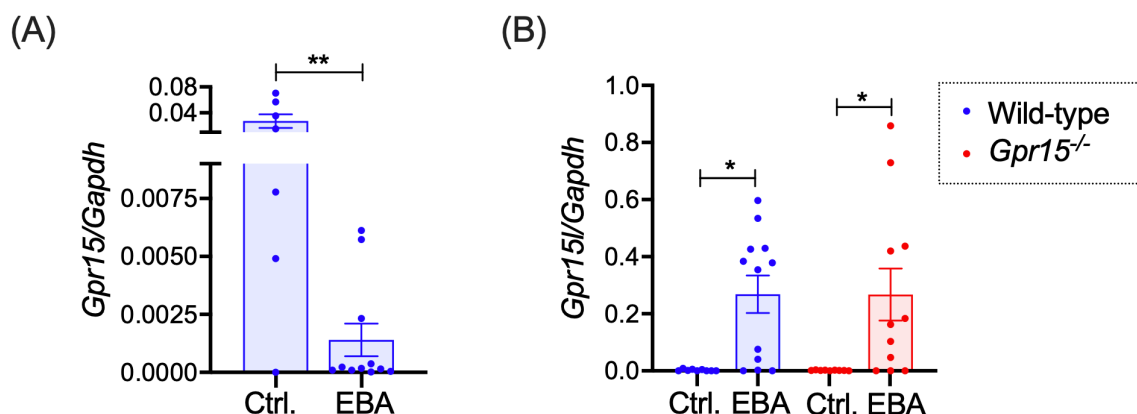 (A)
**
0.08
0.04
0.0075
0.0050
0.0025
0.0000
Gpr15/Gapdh
Ctrl. EBA
(B)
1.0
0.8
0.6
0.4
0.2
0.0
Gpr15l/Gapdh
*
*
Ctrl. EBA Ctrl. EBA
Wild-type
Gpr15-/-